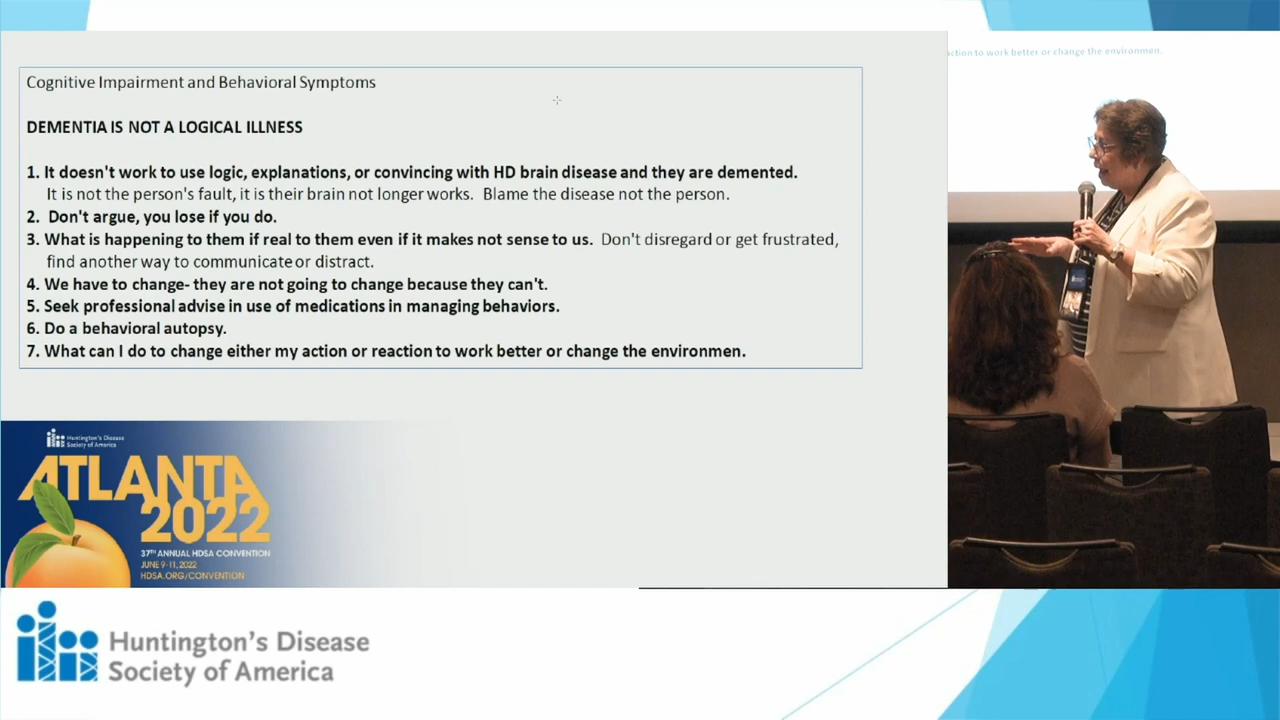 Cognitive Impairment and Behavioral Symptoms
DEMENTIA IS NOT A LOGICAL ILLNESS
1. It doesn't work to use logic, explanations, or convincing with HD brain disease and they are demented.
It is not the person's fault, it is their brain not longer works. Blame the disease not the person.
2. Don't argue, you lose if you do.
3. What is happening to them if real to them even if it makes not sense to us. Don't disregard or get frustrated,
find another way to communicate or distract.
4. We have to change- they are not going to change because they can't.
5. Seek professional advise in use of medications in managing behaviors.
6. Do a behavioral autopsy.
7. What can I do to change either my action or reaction to work better or change the environmen.
action to work better or change the environmen.
Huntington's Disease
Society of America
ATLANTA
2022
37TH ANNUAL HDSA CONVENTION
JUNE 9-11, 2022
HDSA.ORG/CONVENTION
Huntington's Disease
Society of America